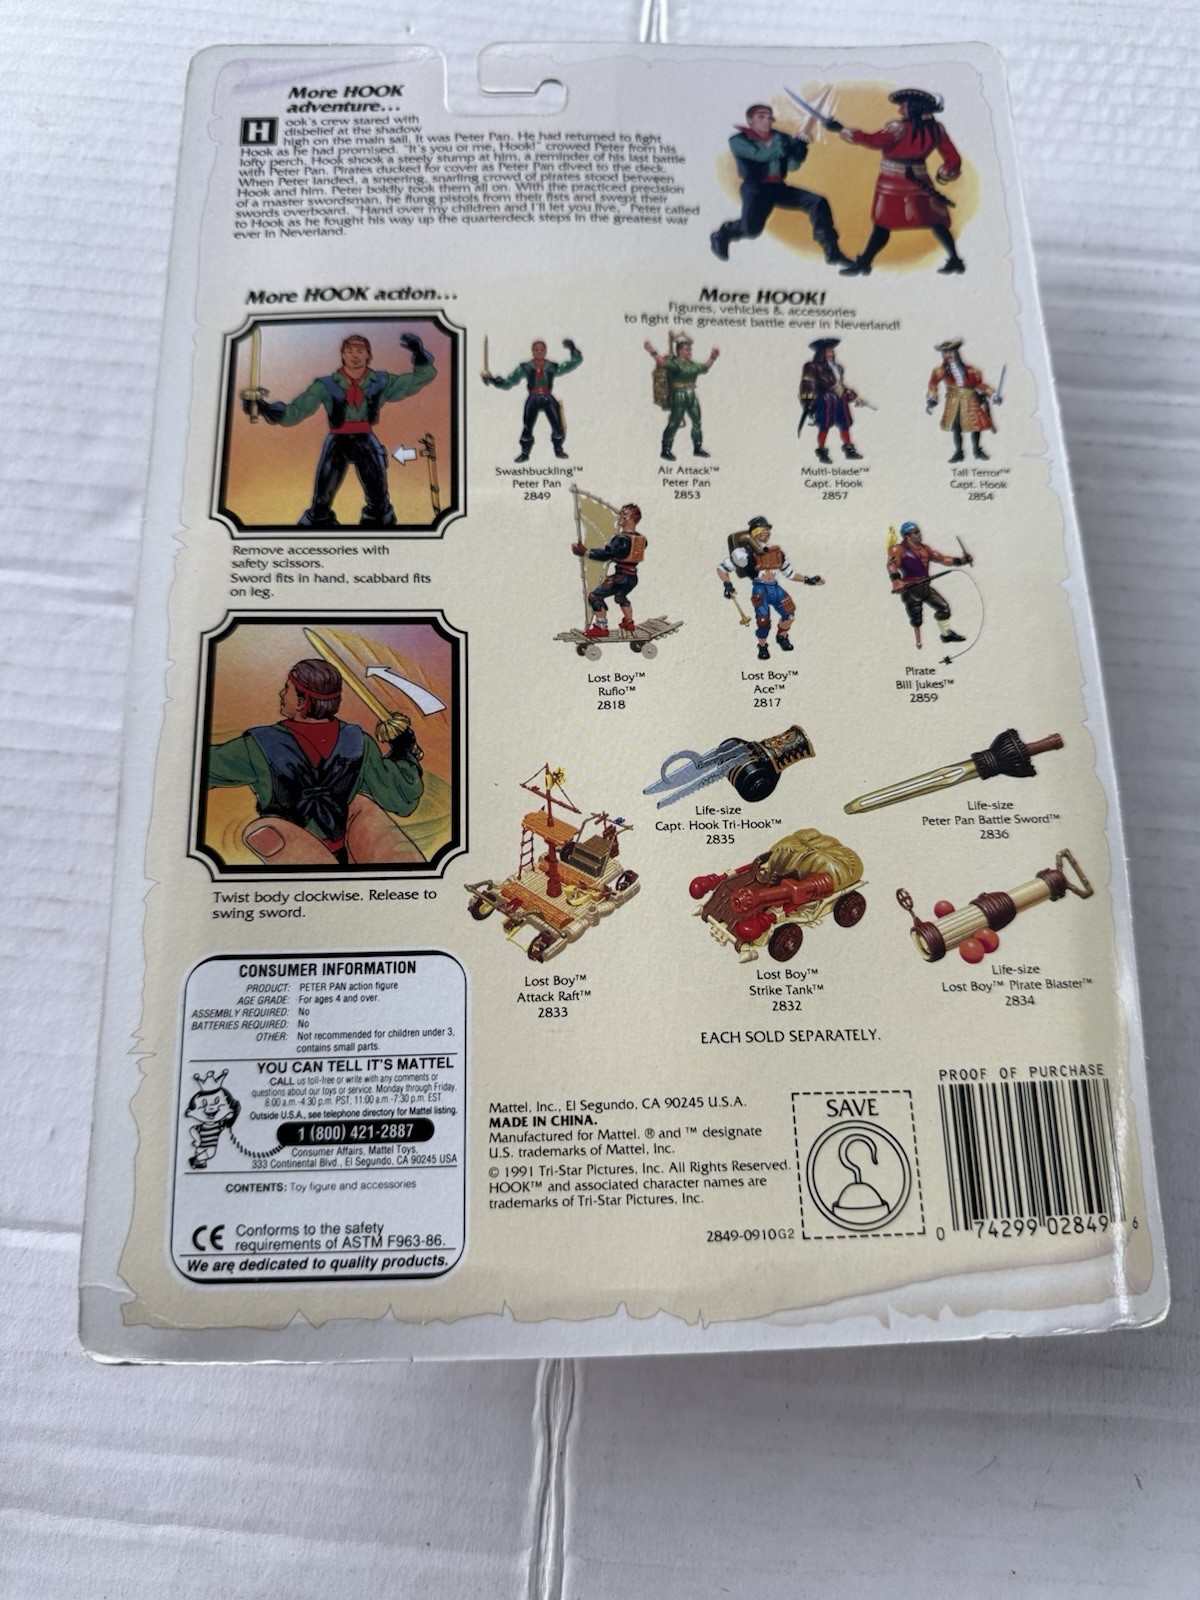 More HOOK
adventure...
H ook's crew stared with
disbelief at the shadow
high on the main sail. It was Peter Pan. He had returned to fight
Hook as he had promised. "It's you or me, Hook!" crowed Peter from his
lofty perch. Hook shook a steely stump at him, a reminder of his last battle
with Peter Pan. Pirates ducked for cover as Peter Pan dived to the deck.
When Peter landed, a sneering, snarling crowd of pirates stood between
Hook and him. Peter boldly took them all on. With the practiced precision
of a master swordsman, he flung pistols from their fists and swept their
swords overboard. "Hand over my children and I'll let you live," Peter called
to Hook as he fought his way up the quarterdeck steps in the greatest war
ever in Neverland.
More HOOK action...
Remove accessories with
safety scissors.
Sword fits in hand, scabbard fits
on leg.
Twist body clockwise. Release to
swing sword.
More HOOK!
Figures, vehicles & accessories
to fight the greatest battle ever in Neverland!
Swashbuckling™
Peter Pan
2849
Air Attack™
Peter Pan
2853
Multi-blade™
Capt. Hook
2857
Tall Terror™
Capt. Hook
2854
Lost Boy™
Rufio™
2818
Lost Boy™
Ace™
2817
Pirate
Bill Jukes™
2859
Life-size
Capt. Hook Tri-Hook™
2835
Life-size
Peter Pan Battle Sword™
2836
Lost Boy™
Attack Raft™
2833
Lost Boy™
Strike Tank™
2832
Life-size
Lost Boy™ Pirate Blaster™
2834
EACH SOLD SEPARATELY.
CONSUMER INFORMATION
PRODUCT: PETER PAN action figure
AGE GRADE: For ages 4 and over.
ASSEMBLY REQUIRED: No
BATTERIES REQUIRED: No
OTHER: Not recommended for children under 3,
contains small parts.
YOU CAN TELL IT'S MATTEL
CALL us toll-free or write with any comments or
questions about our toys or service. Monday through Friday,
8:00 a.m.-4:30 p.m. PST, 11:00 a.m.-7:30 p.m. EST.
Outside U.S.A., see telephone directory for Mattel listing.
1 (800) 421-2887
Consumer Affairs, Mattel Toys,
333 Continental Blvd., El Segundo, CA 90245 USA
CONTENTS: Toy figure and accessories
CE Conforms to the safety
requirements of ASTM F963-86.
We are dedicated to quality products.
Mattel, Inc., El Segundo, CA 90245 U.S.A.
MADE IN CHINA.
Manufactured for Mattel. ® and ™ designate
U.S. trademarks of Mattel, Inc.
© 1991 Tri-Star Pictures, Inc. All Rights Reserved.
HOOK™ and associated character names are
trademarks of Tri-Star Pictures, Inc.
2849-0910G2
SAVE
PROOF OF PURCHASE
0 74299 02849 6